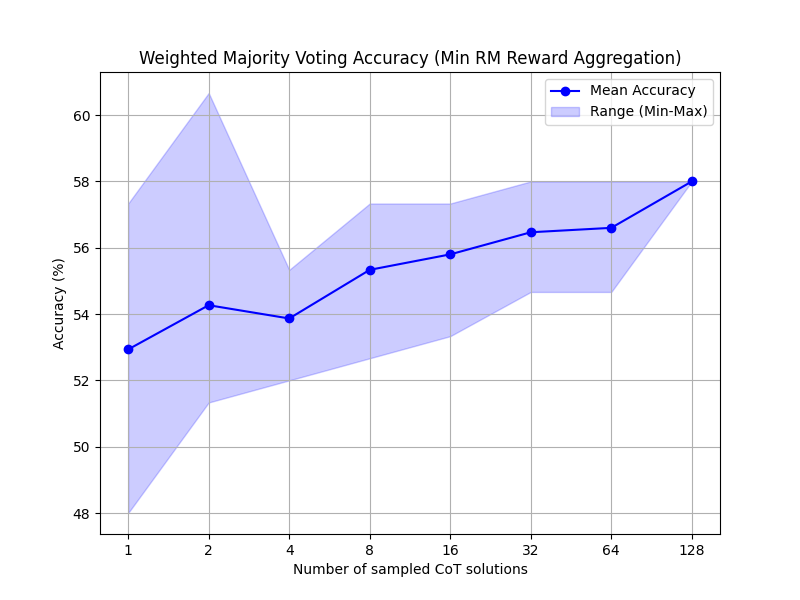 Weighted Majority Voting Accuracy (Min RM Reward Aggregation)
Mean Accuracy
Range (Min-Max)
Accuracy (%)
60
58
56
54
52
50
48
1 2 4 8 16 32 64 128
Number of sampled CoT solutions